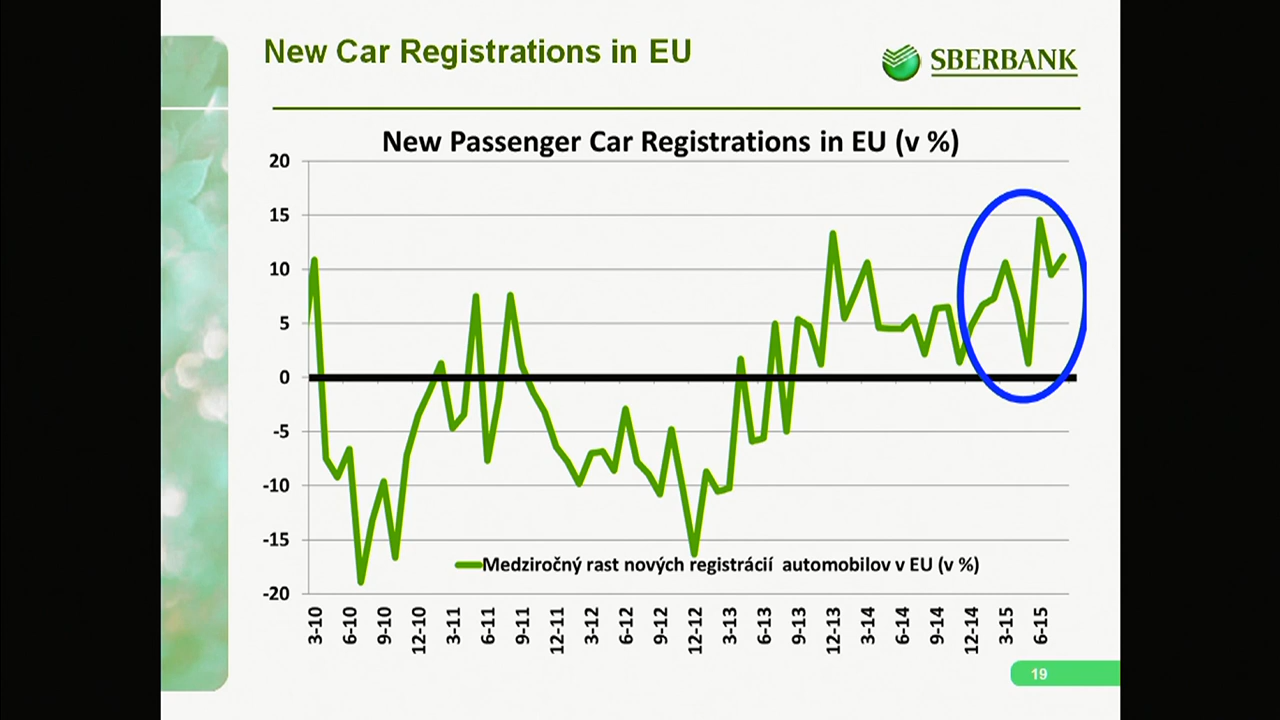 New Car Registrations in EU
SBERBANK
New Passenger Car Registrations in EU (v %)
20
15
10
5
0
-5
-10
-15
-20
Medziročný rast nových registrácií automobilov v EU (v %)
3-10 6-10 9-10 12-10 3-11 6-11 9-11 12-11 3-12 6-12 9-12 12-12 3-13 6-13 9-13 12-13 3-14 6-14 9-14 12-14 3-15 6-15
19